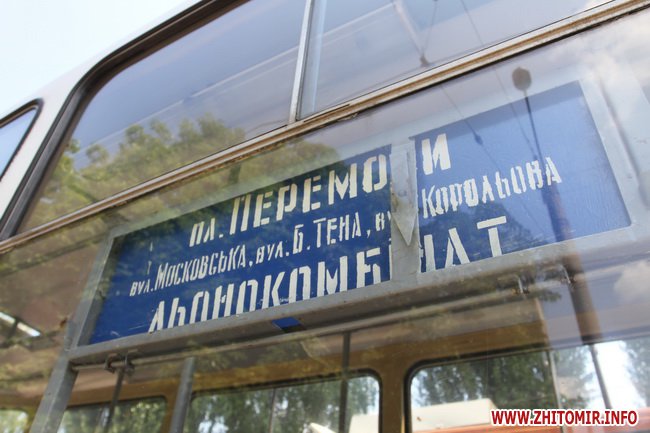 пл. ПЕРЕМОГИ
вул. МОСКОВСЬКА, вул. Б. ТЕНА, вул. КОРОЛЬОВА
ЛЬОНОКОМБІНАТ
WWW.ZHITOMIR.INFO